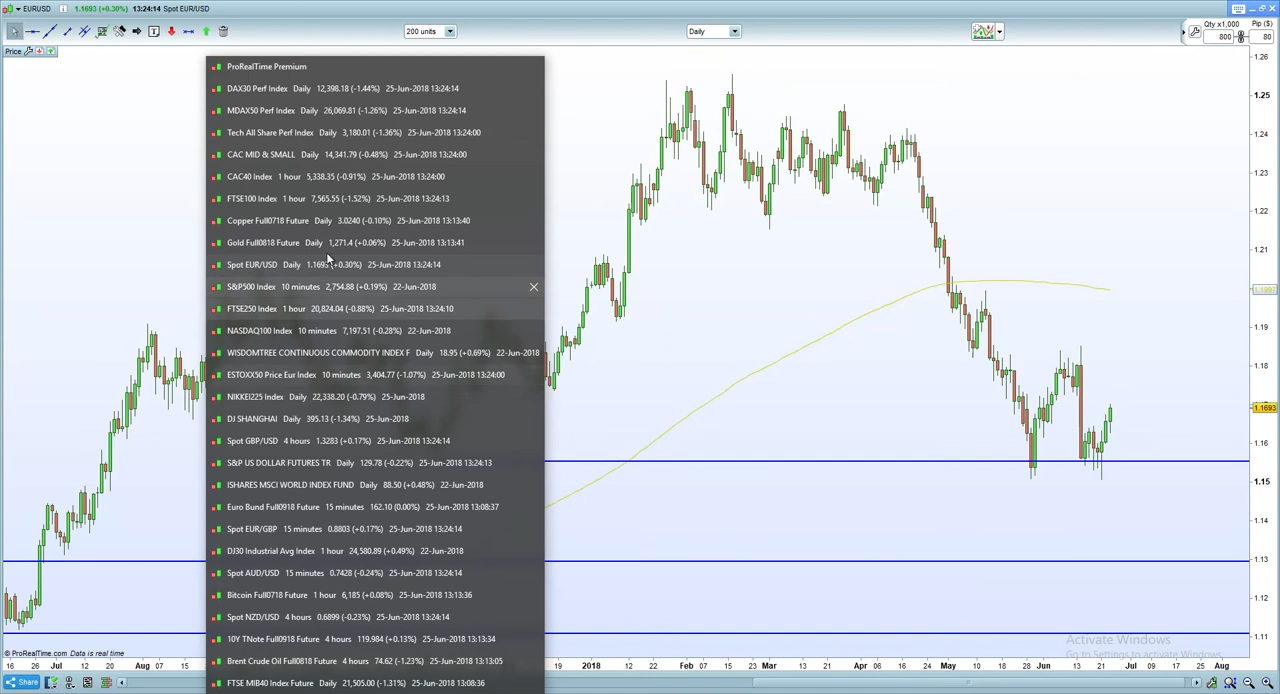 EURUSD 1.1693 (+0.30%) 13:24:14 Spot EUR/USD
200 units
Daily
Qty x1,000
Pip ($)
800
80
Price
ProRealTime Premium
DAX30 Perf Index Daily 12,398.18 (-1.44%) 25-Jun-2018 13:24:14
MDAX50 Perf Index Daily 26,069.81 (-1.26%) 25-Jun-2018 13:24:14
Tech All Share Perf Index Daily 3,180.01 (-1.36%) 25-Jun-2018 13:24:00
CAC MID & SMALL Daily 14,341.79 (-0.48%) 25-Jun-2018 13:24:00
CAC40 Index 1 hour 5,338.35 (-0.91%) 25-Jun-2018 13:24:00
FTSE100 Index 1 hour 7,565.55 (-1.52%) 25-Jun-2018 13:24:13
Copper Full0718 Future Daily 3.0240 (-0.10%) 25-Jun-2018 13:23:40
Gold Full0818 Future Daily 1,271.4 (+0.06%) 25-Jun-2018 13:23:41
Spot EUR/USD Daily 1.1693 (+0.30%) 25-Jun-2018 13:24:14
S&P500 Index 10 minutes 2,754.88 (+0.19%) 22-Jun-2018
FTSE250 Index 1 hour 20,824.04 (-0.88%) 25-Jun-2018 13:24:10
NASDAQ100 Index 10 minutes 7,197.51 (-0.28%) 22-Jun-2018
WISDOMTREE CONTINUOUS COMMODITY INDEX F Daily 18.95 (+0.69%) 22-Jun-2018
ESTOXX50 Price Eur Index 10 minutes 3,404.77 (-1.07%) 25-Jun-2018 13:24:00
NIKKEI225 Index Daily 22,338.20 (-0.79%) 25-Jun-2018
DJ SHANGHAI Daily 395.13 (-1.34%) 25-Jun-2018
Spot GBP/USD 4 hours 1.3283 (+0.17%) 25-Jun-2018 13:24:14
S&P US DOLLAR FUTURES TR Daily 129.78 (-0.22%) 25-Jun-2018 13:24:13
ISHARES MSCI WORLD INDEX FUND Daily 88.50 (+0.48%) 22-Jun-2018
Euro Bund Full0918 Future 15 minutes 162.10 (0.00%) 25-Jun-2018 13:08:37
Spot EUR/GBP 15 minutes 0.8803 (+0.17%) 25-Jun-2018 13:24:14
DJ30 Industrial Avg Index 1 hour 24,580.89 (+0.49%) 22-Jun-2018
Spot AUD/USD 15 minutes 0.7428 (-0.24%) 25-Jun-2018 13:24:14
Bitcoin Full0718 Future 1 hour 6,185 (+0.08%) 25-Jun-2018 13:13:36
Spot NZD/USD 4 hours 0.6899 (-0.23%) 25-Jun-2018 13:24:14
10Y TNote Full0918 Future 4 hours 119.984 (+0.13%) 25-Jun-2018 13:13:34
Brent Crude Oil Full0818 Future 4 hours 74.62 (-1.23%) 25-Jun-2018 13:13:05
FTSE MIB40 Index Future Daily 21,505.00 (-1.31%) 25-Jun-2018 13:08:36
1.26
1.25
1.24
1.23
1.22
1.21
1.19
1.18
1.1693
1.16
1.15
1.14
1.13
1.12
1.11
Activate Windows
Go to Settings to activate Windows.
© ProRealTime.com Data is real time
16 26 Jul 12 20 Aug 07 15
19 2018 12 22 Feb 07 15 Mar 07 15 23 Apr 06 16 24 May 10 18 28 Jun 13 21 Jul 09 17 25 Aug
Share